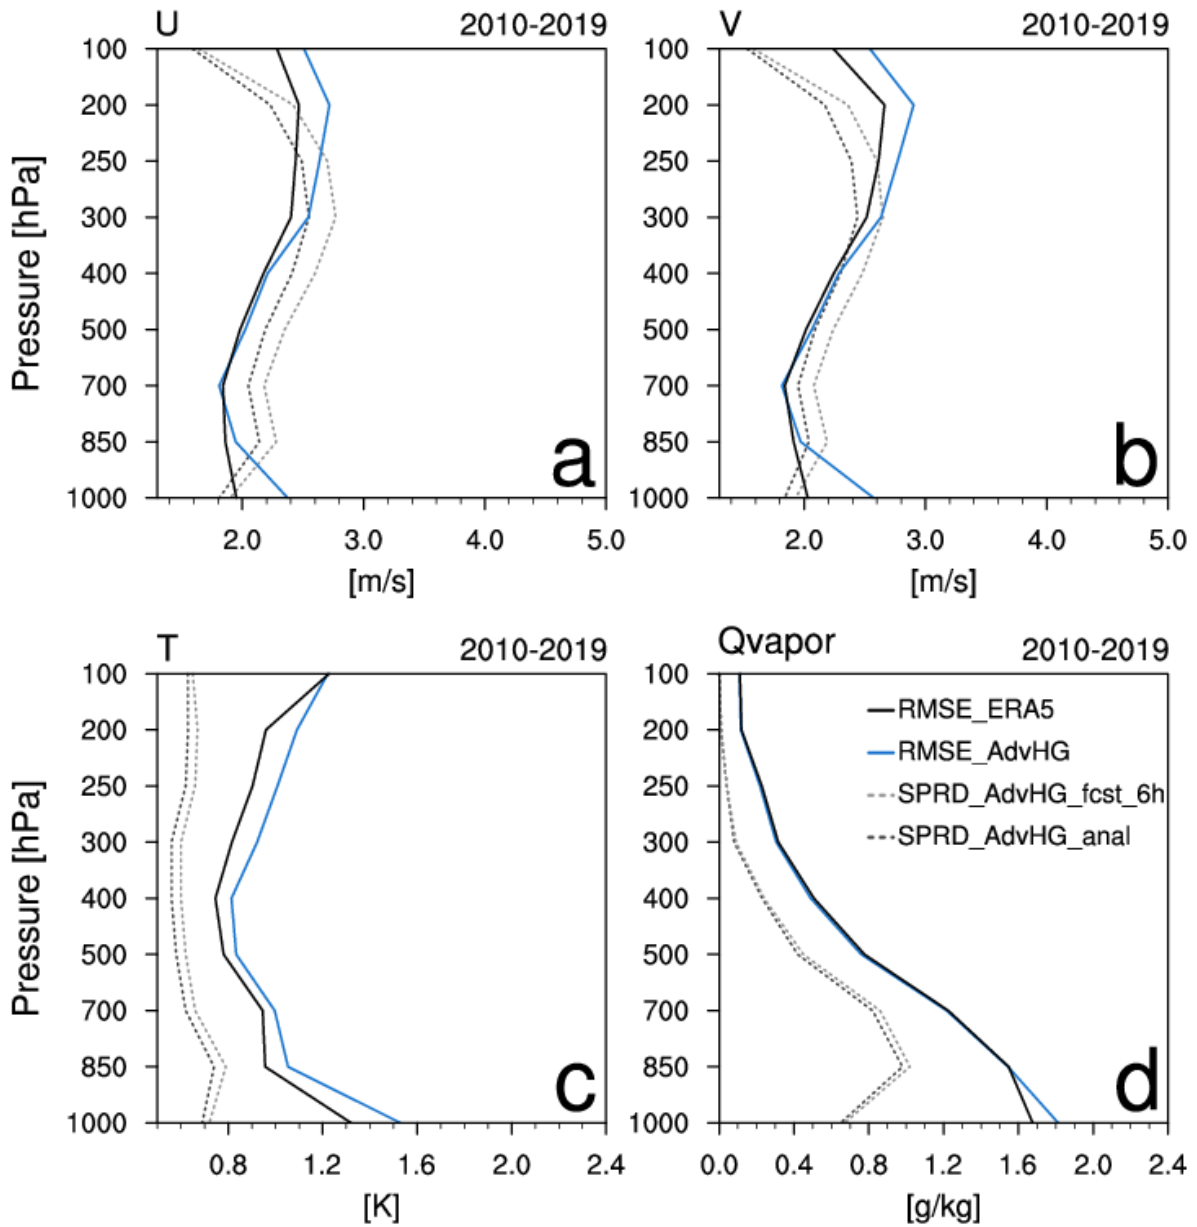 U 2010-2019
100
200
250
300
400
500
700
850
1000
Pressure [hPa]
a
2.0 3.0 4.0 5.0
[m/s]
V 2010-2019
100
200
250
300
400
500
700
850
1000
b
2.0 3.0 4.0 5.0
[m/s]
T 2010-2019
100
200
250
300
400
500
700
850
1000
Pressure [hPa]
c
0.8 1.2 1.6 2.0 2.4
[K]
Qvapor 2010-2019
100
200
250
300
400
500
700
850
1000
RMSE_ERA5
RMSE_AdvHG
SPRD_AdvHG_fcst_6h
SPRD_AdvHG_anal
d
0.0 0.4 0.8 1.2 1.6 2.0 2.4
[g/kg]